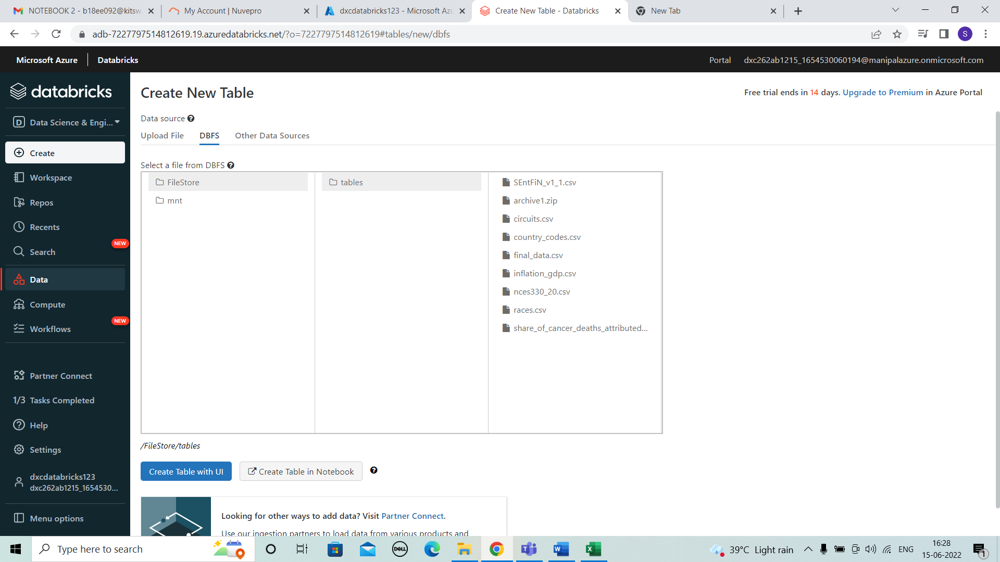 NOTEBOOK 2 - b18ee092@kitsw.
My Account | Nuvepro
dxcdatabricks123 - Microsoft Azu
Create New Table - Databricks
New Tab
adb-7227797514812619.19.azuredatabricks.net/?o=7227797514812619#tables/new/dbfs
S
Microsoft Azure
Databricks
Portal
dxc262ab1215_1654530060194@manipalazure.onmicrosoft.com
databricks
D Data Science & Engi...
Create
Workspace
Repos
Recents
NEW
Search
Data
Compute
NEW
Workflows
Partner Connect
1/3 Tasks Completed
Help
Settings
dxcdatabricks123
dxc262ab1215_1654530...
Menu options
Create New Table
Free trial ends in 14 days. Upgrade to Premium in Azure Portal
Data source ?
Upload File
DBFS
Other Data Sources
Select a file from DBFS ?
FileStore
mnt
tables
SEntFiN_v1_1.csv
archive1.zip
circuits.csv
country_codes.csv
final_data.csv
inflation_gdp.csv
nces330_20.csv
races.csv
share_of_cancer_deaths_attributed...
/FileStore/tables
Create Table with UI
Create Table in Notebook
?
Looking for other ways to add data? Visit Partner Connect.
Use our ingestion partners to load data from various products and
Type here to search
DELL
39°C Light rain
ENG
16:28
15-06-2022
1